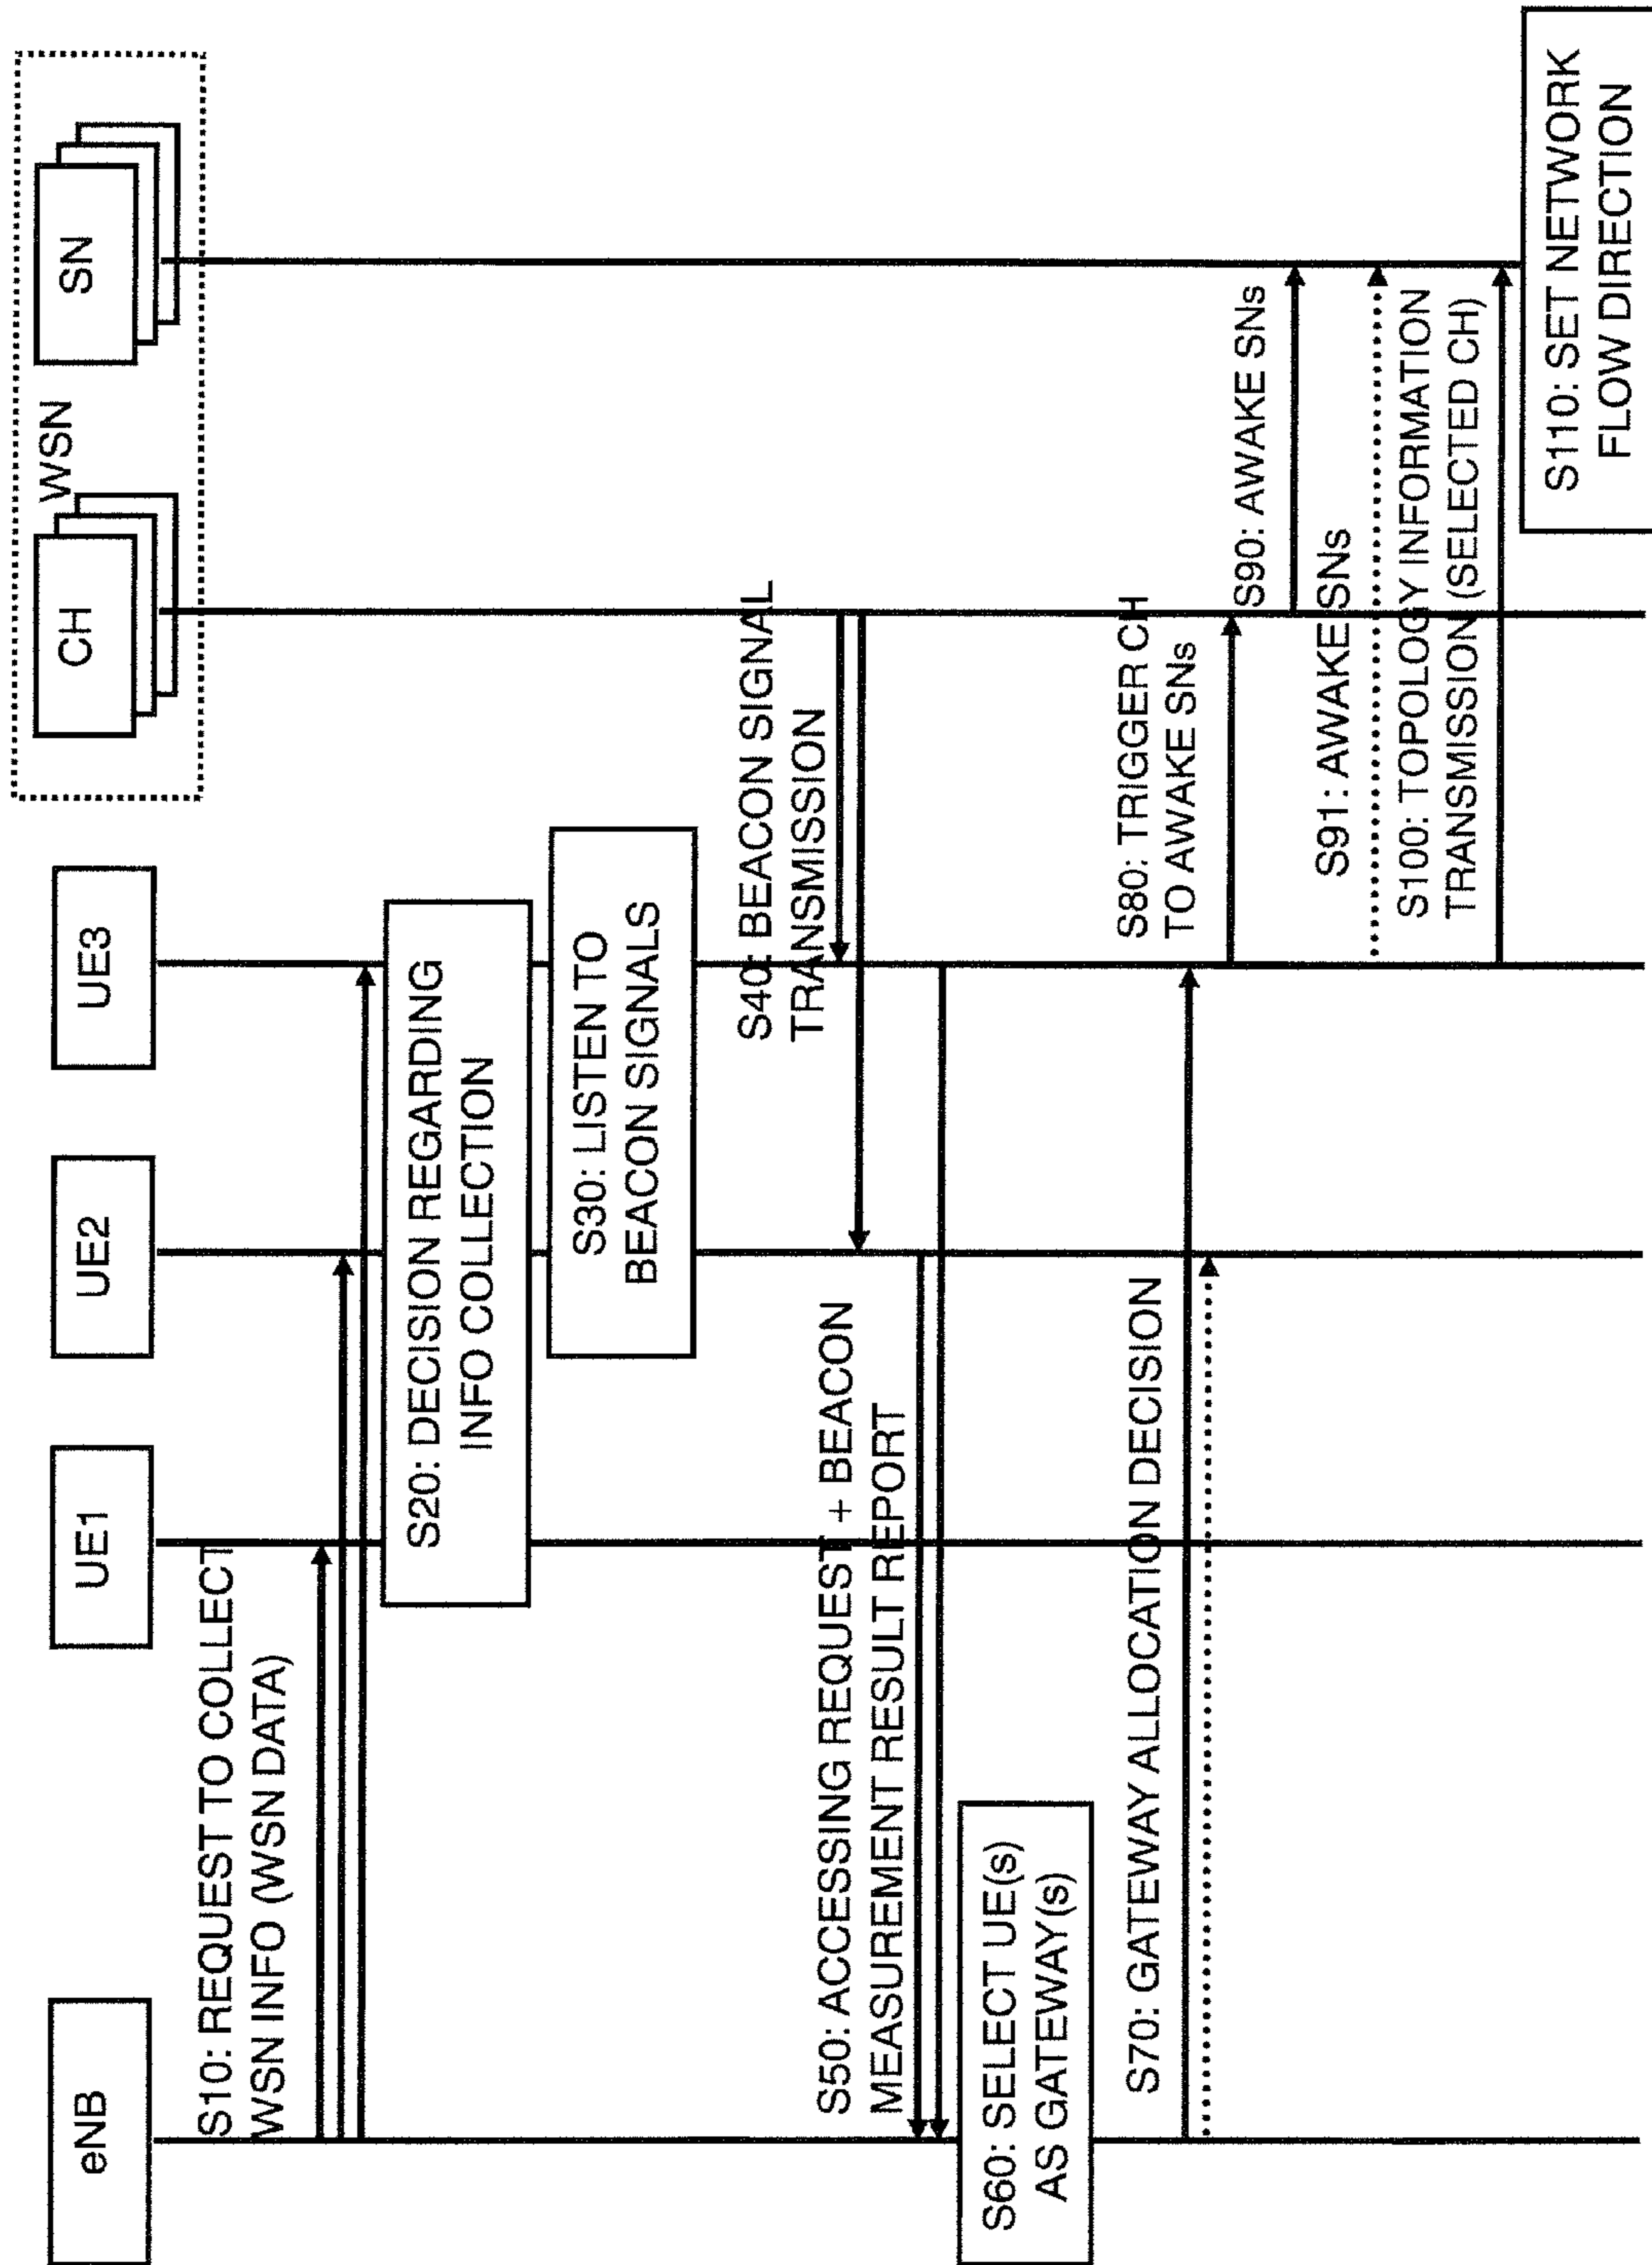 eNB
UE1
UE2
UE3
CH
WSN
SN
S10: REQUEST TO COLLECT
WSN INFO (WSN DATA)
S20: DECISION REGARDING
INFO COLLECTION
S30: LISTEN TO
BEACON SIGNALS
S40: BEACON SIGNAL
TRANSMISSION
S50: ACCESSING REQUEST + BEACON
MEASUREMENT RESULT REPORT
S60: SELECT UE(s)
AS GATEWAY(s)
S70: GATEWAY ALLOCATION DECISION
S80: TRIGGER CH
TO AWAKE SNs
S90: AWAKE SNs
S91: AWAKE SNs
S100: TOPOLOGY INFORMATION
TRANSMISSION (SELECTED CH)
S110: SET NETWORK
FLOW DIRECTION